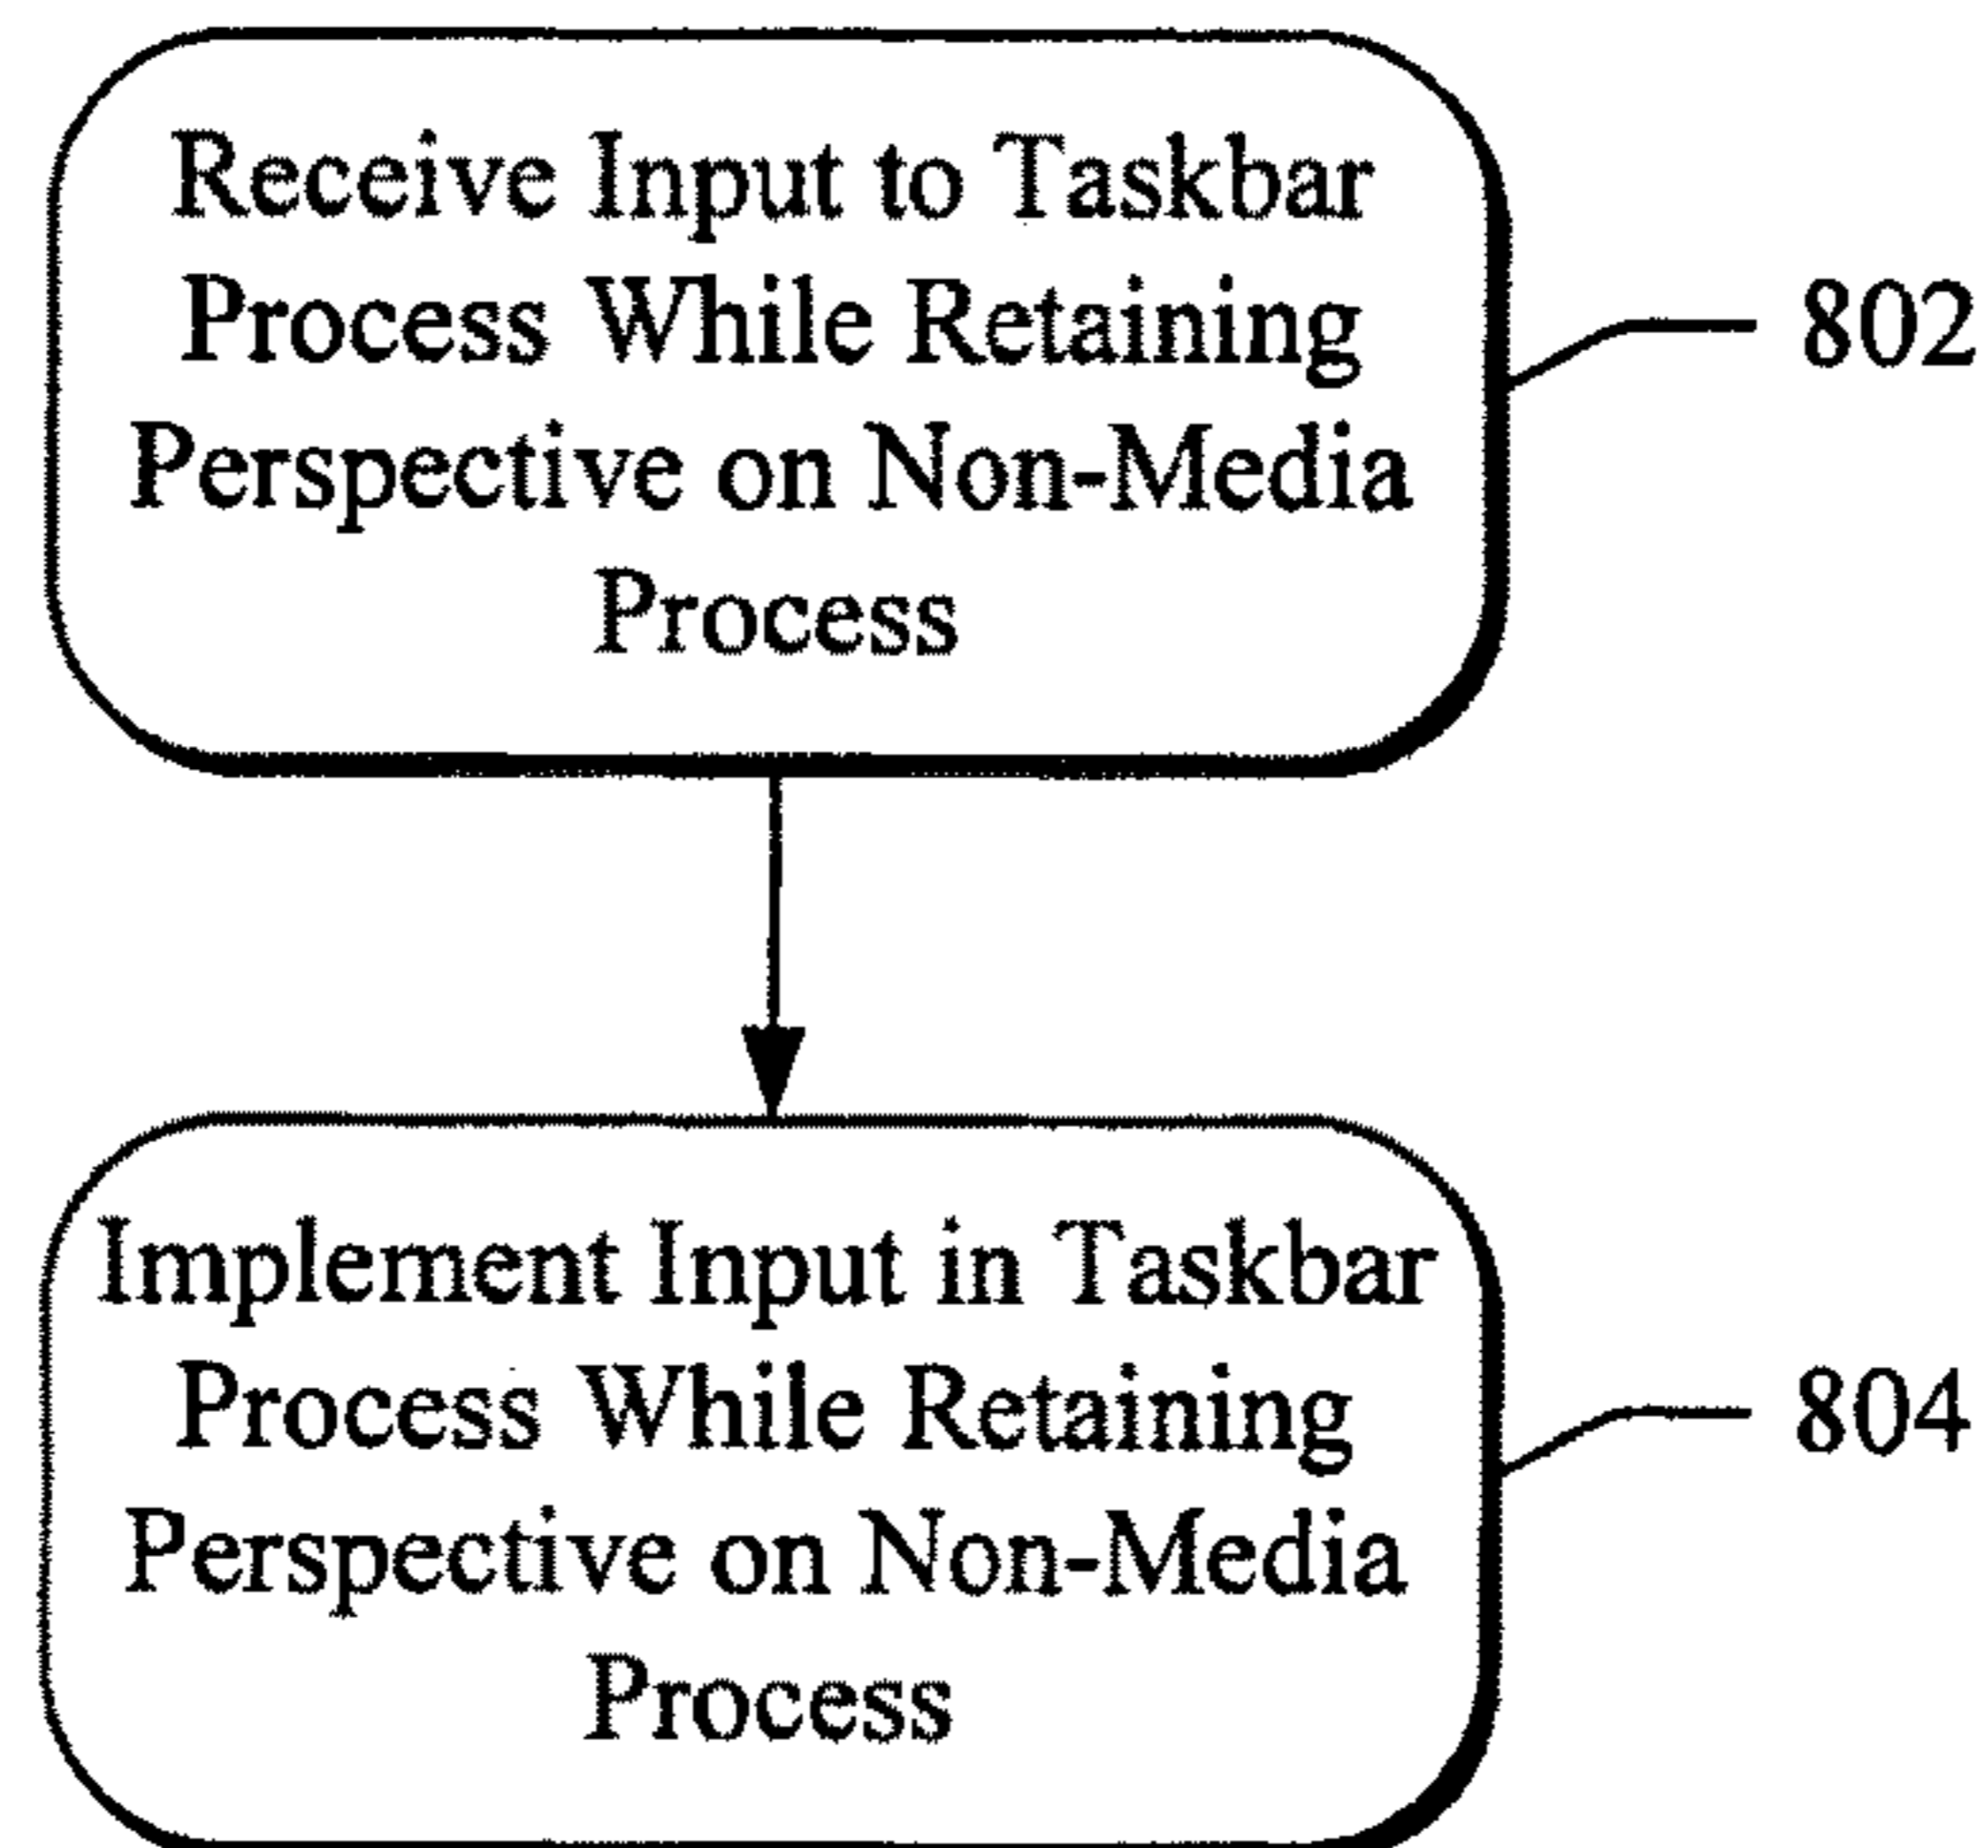 Receive Input to Taskbar
Process While Retaining
Perspective on Non-Media
Process
802
Implement Input in Taskbar
Process While Retaining
Perspective on Non-Media
Process
804